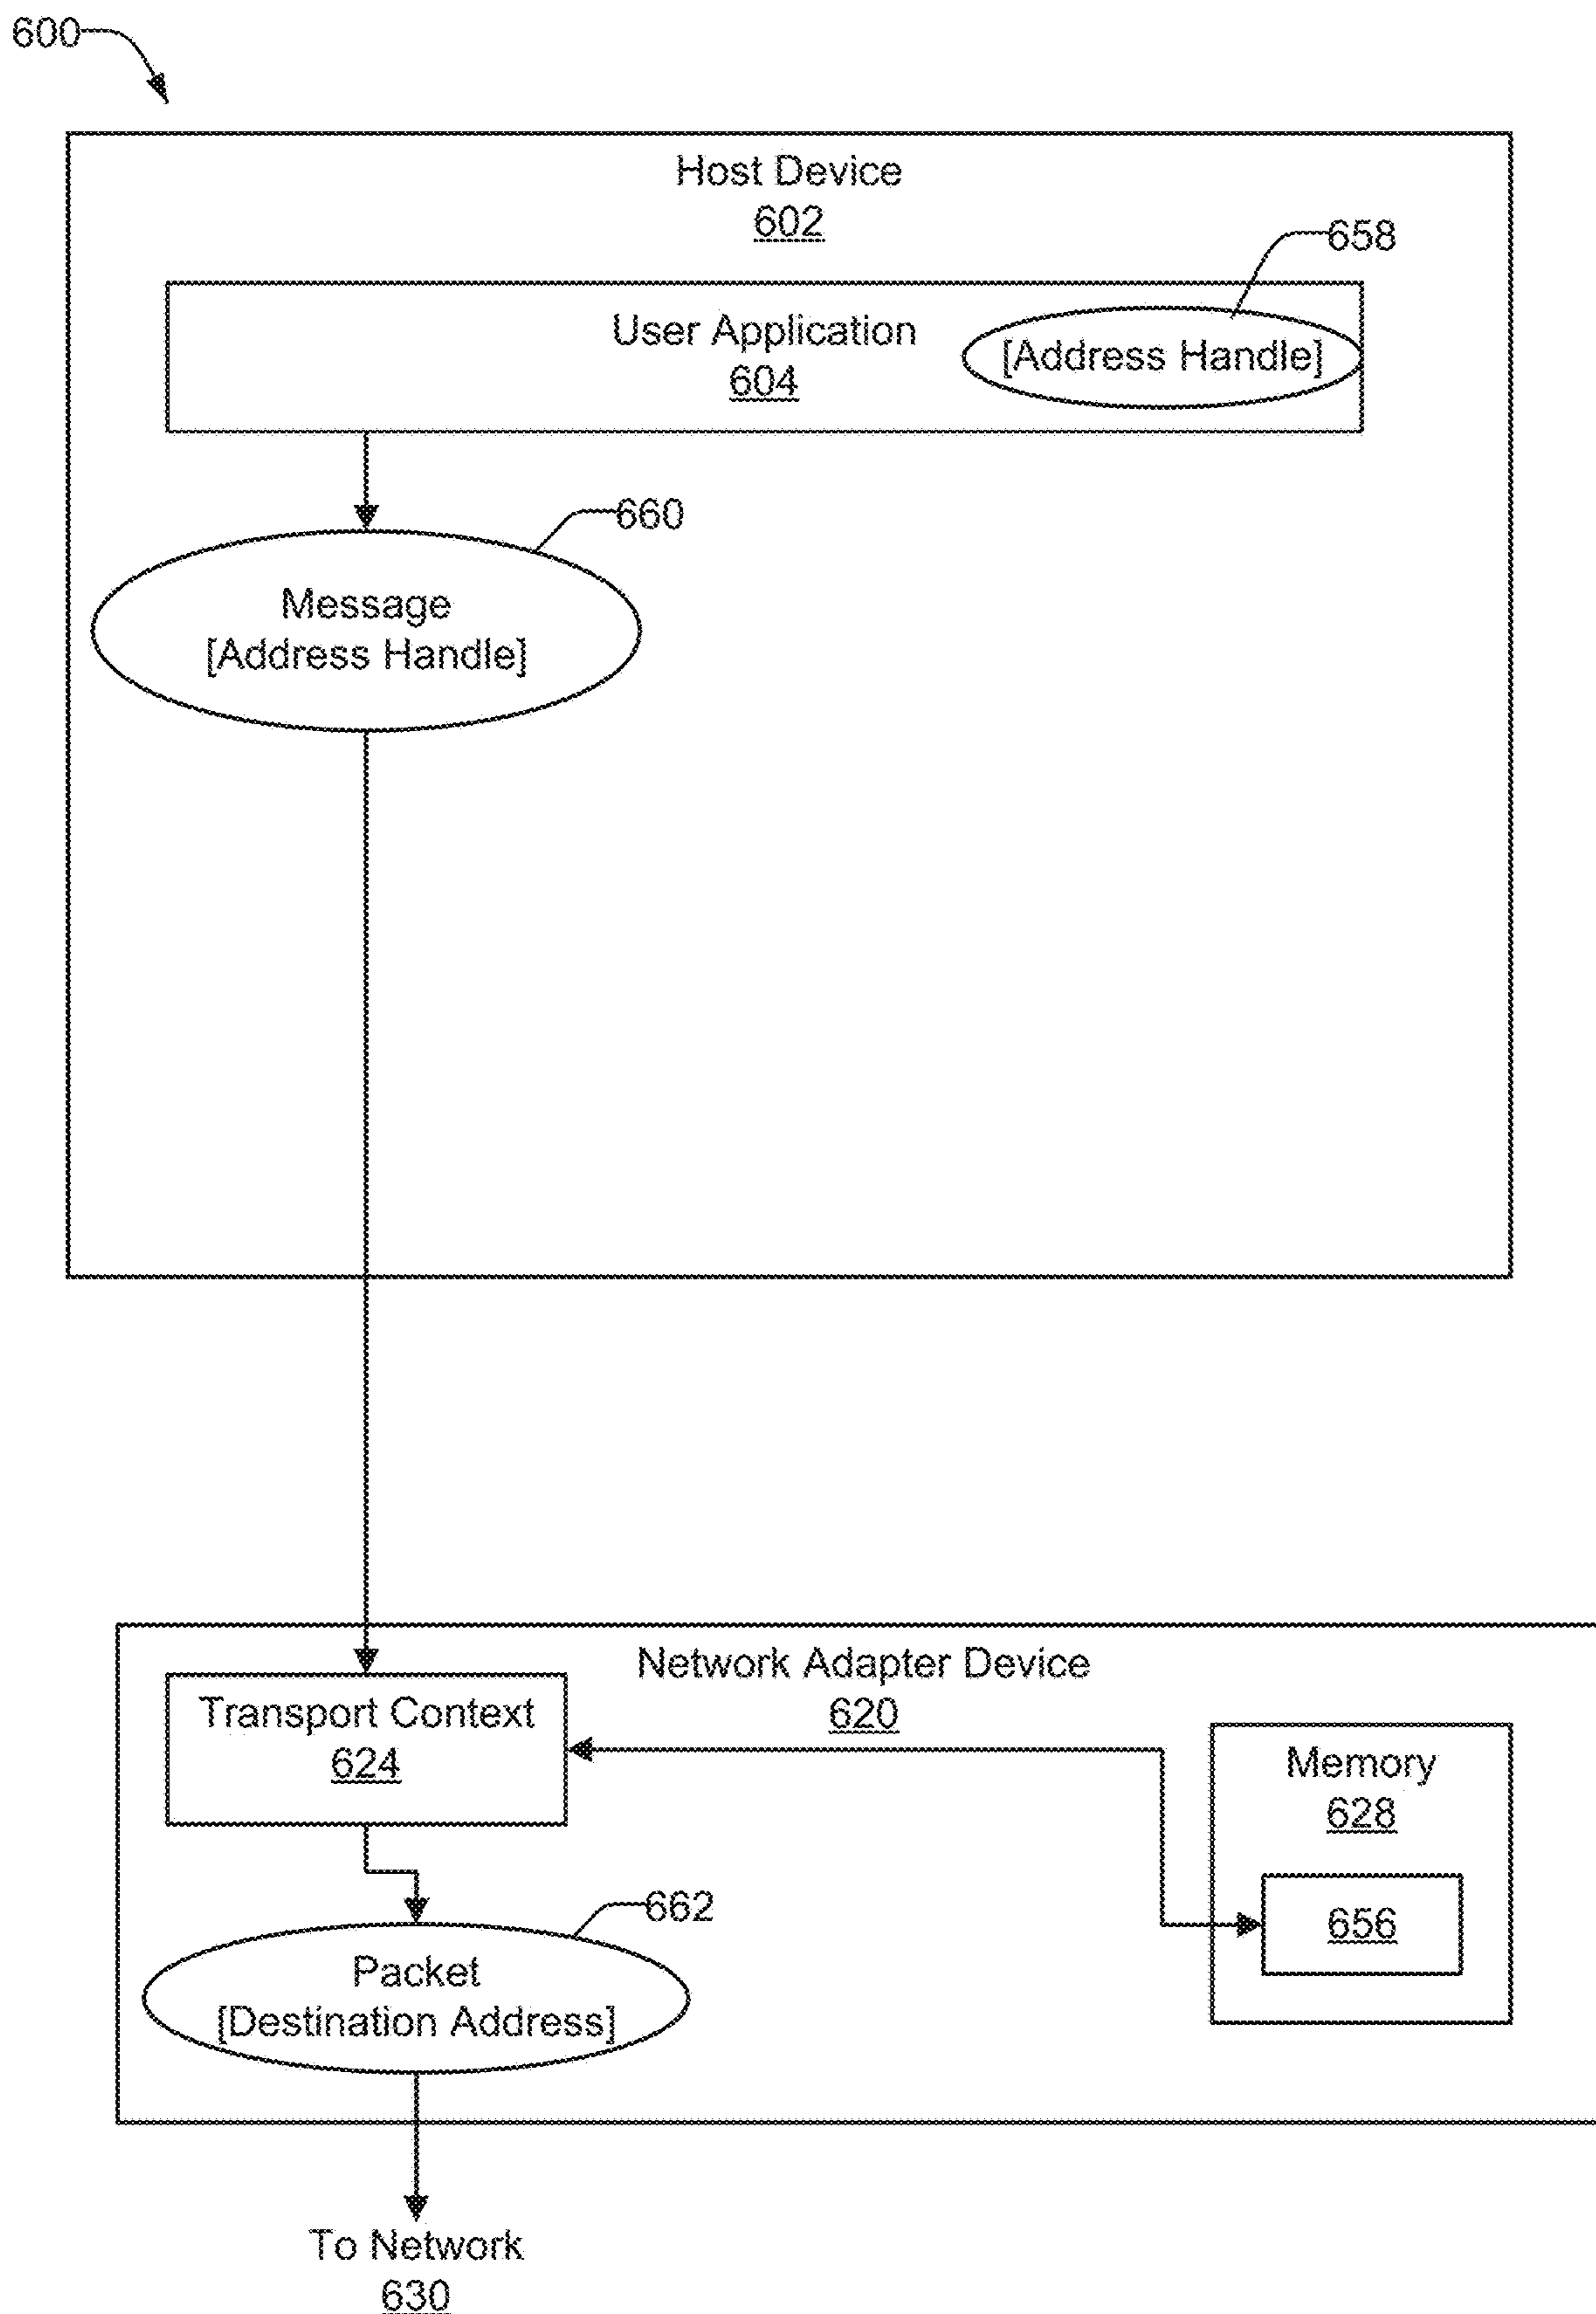 600
Host Device
602
658
User Application
604
[Address Handle]
660
Message
[Address Handle]
Network Adapter Device
620
Transport Context
624
Memory
628
656
662
Packet
[Destination Address]
To Network
630